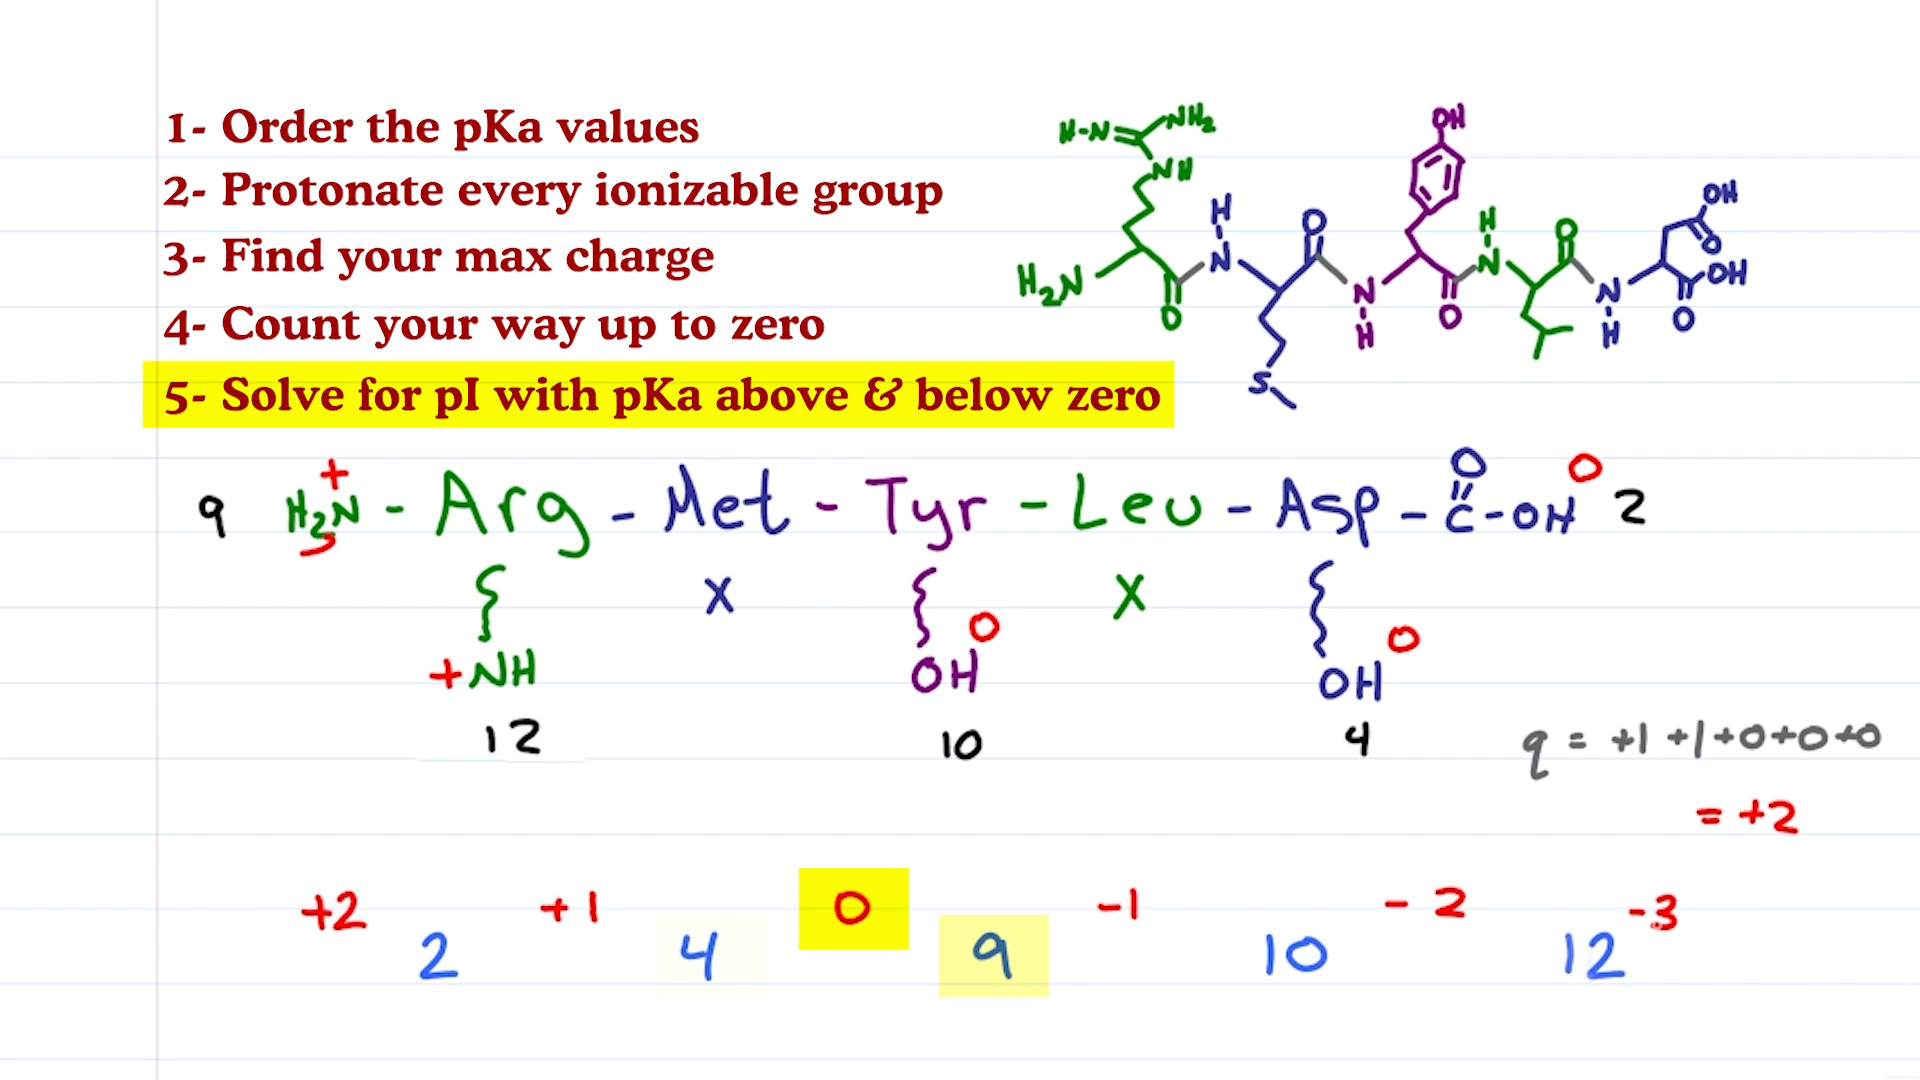 1- Order the pKa values
2- Protonate every ionizable group
3- Find your max charge
4- Count your way up to zero
5- Solve for pI with pKa above & below zero
OH
H-N NH₂
NH
H OH
O H O O
H₂N N N OH
O N O N O
H H
S
+ O O
9 H₃N - Arg - Met - Tyr - Leu - Asp - C - OH 2
X X
O O
+NH OH OH
12 10 4 q = +1 +1 +0+0+0
= +2
+2 +1 0 -1 -2 -3
2 4 9 10 12